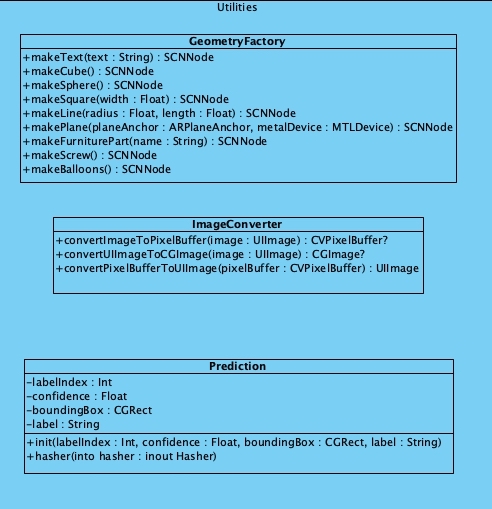 Utilities
GeometryFactory
+makeText(text : String) : SCNNode
+makeCube() : SCNNode
+makeSphere() : SCNNode
+makeSquare(width : Float) : SCNNode
+makeLine(radius : Float, length : Float) : SCNNode
+makePlane(planeAnchor : ARPlaneAnchor, metalDevice : MTLDevice) : SCNNode
+makeFurniturePart(name : String) : SCNNode
+makeScrew() : SCNNode
+makeBalloons() : SCNNode
ImageConverter
+convertImageToPixelBuffer(image : UIImage) : CVPixelBuffer?
+convertUIImageToCGImage(image : UIImage) : CGImage?
+convertPixelBufferToUIImage(pixelBuffer : CVPixelBuffer) : UIImage
Prediction
-labelIndex : Int
-confidence : Float
-boundingBox : CGRect
-label : String
+init(labelIndex : Int, confidence : Float, boundingBox : CGRect, label : String)
+hasher(into hasher : inout Hasher)